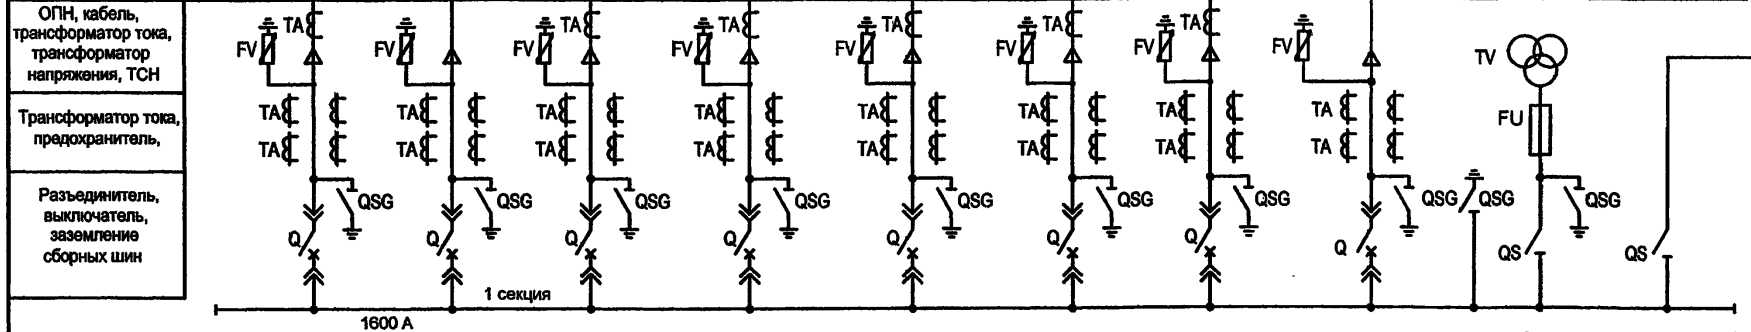 ОПН, кабель,
трансформатор тока,
трансформатор
напряжения, ТСН
Трансформатор тока,
предохранитель,
Разъединитель,
выключатель,
заземление
сборных шин
TA TA TA TA TA TA
FV FV FV FV FV FV FV FV TV
TA TA TA TA TA TA TA TA FU
TA TA TA TA TA TA TA TA
QSG QSG QSG QSG QSG QSG QSG QSG QSG QSG
Q Q Q Q Q Q Q Q QS QS
1 секция
1600 А